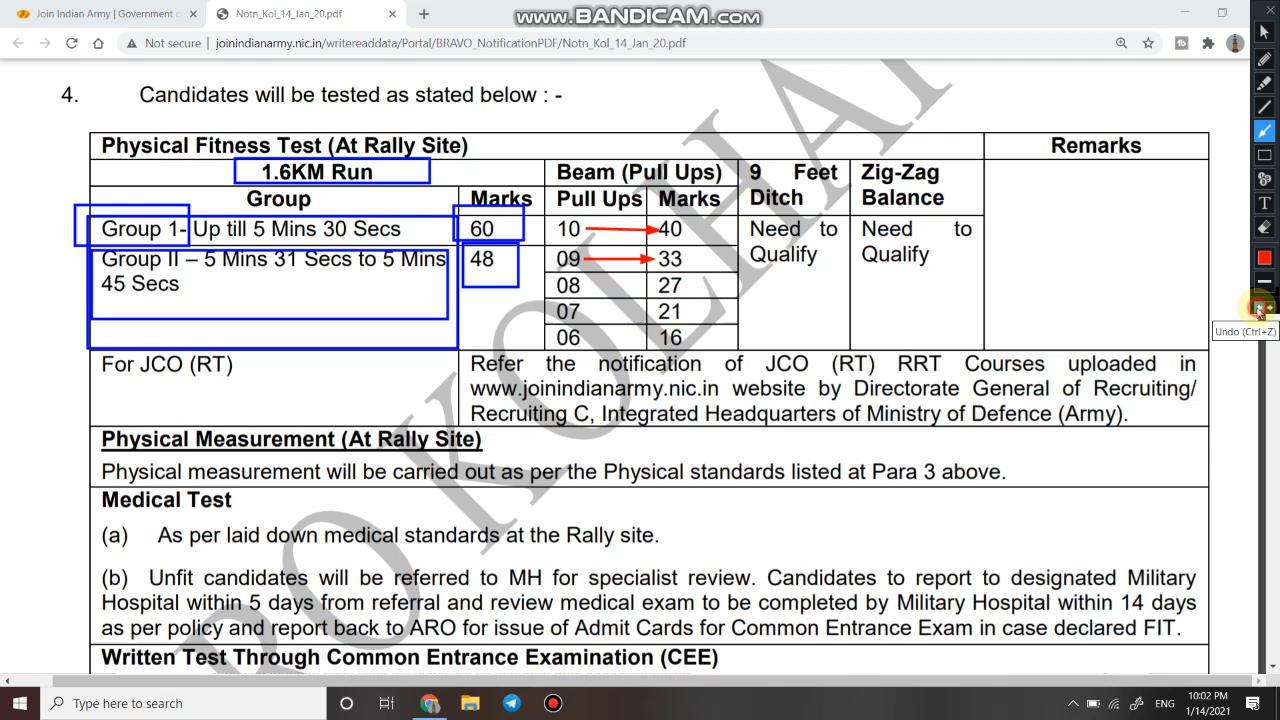 www.BANDICAM.com
Join Indian Army | Government o
Notn_Kol_14_Jan_20.pdf
Not secure | joinindianarmy.nic.in/writereaddata/Portal/BRAVO_NotificationPDF/Notn_Kol_14_Jan_20.pdf
4. Candidates will be tested as stated below : -
Physical Fitness Test (At Rally Site) Remarks
1.6KM Run Beam (Pull Ups) 9 Feet Ditch Zig-Zag Balance
Group Marks Pull Ups Marks
Group 1- Up till 5 Mins 30 Secs 60 10 40 Need to Qualify Need to Qualify
Group II – 5 Mins 31 Secs to 5 Mins 48 09 33
45 Secs 08 27
07 21
06 16
For JCO (RT) Refer the notification of JCO (RT) RRT Courses uploaded in
www.joinindianarmy.nic.in website by Directorate General of Recruiting/
Recruiting C, Integrated Headquarters of Ministry of Defence (Army).
Physical Measurement (At Rally Site)
Physical measurement will be carried out as per the Physical standards listed at Para 3 above.
Medical Test
(a) As per laid down medical standards at the Rally site.
(b) Unfit candidates will be referred to MH for specialist review. Candidates to report to designated Military
Hospital within 5 days from referral and review medical exam to be completed by Military Hospital within 14 days
as per policy and report back to ARO for issue of Admit Cards for Common Entrance Exam in case declared FIT.
Written Test Through Common Entrance Examination (CEE)
RO KOLHA
Undo (Ctrl+Z)
Type here to search
ENG
10:02 PM
1/14/2021